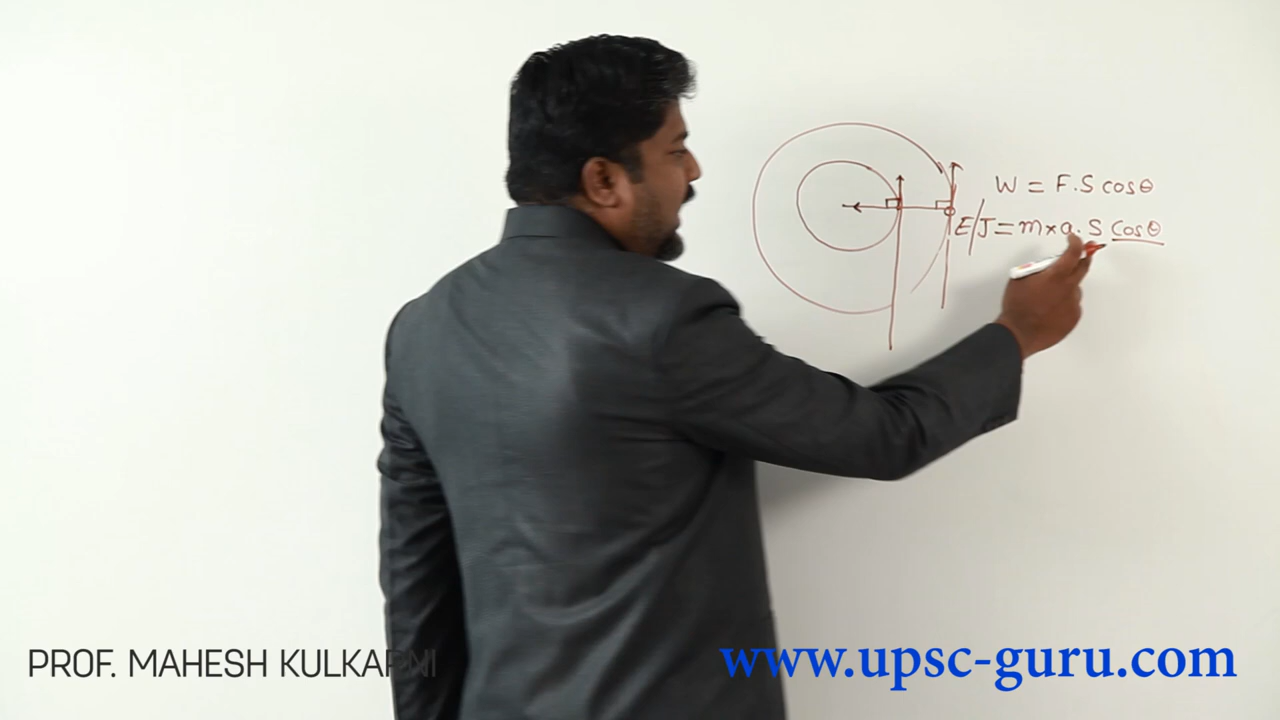 W = F.S cosθ
E/J = m×a.S Cosθ
PROF. MAHESH KULKARNI
www.upsc-guru.com